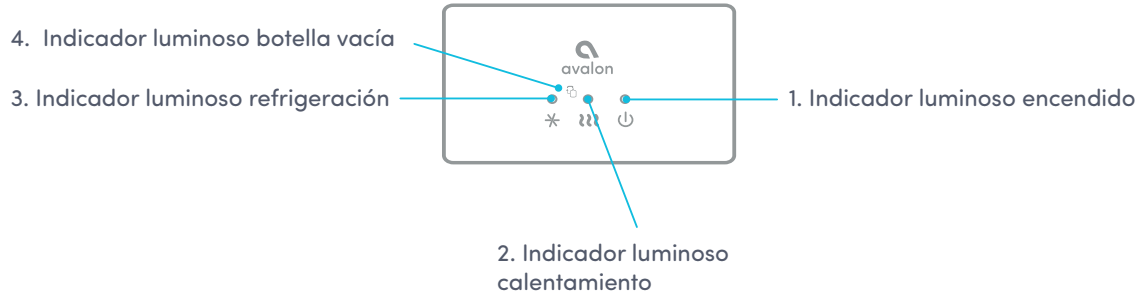 4. Indicador luminoso botella vacía
avalon
3. Indicador luminoso refrigeración
1. Indicador luminoso encendido
2. Indicador luminoso
calentamiento